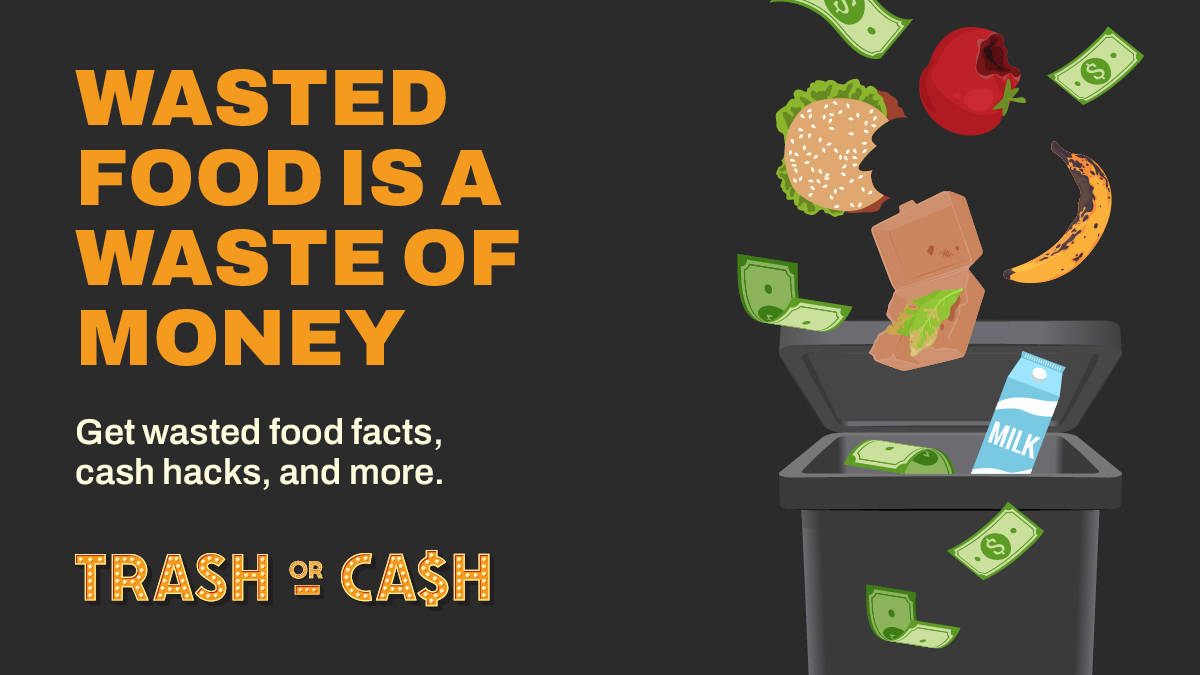 WASTED
FOOD IS A
WASTE OF
MONEY
Get wasted food facts,
cash hacks, and more.
TRASH OR CA$H
MILK
$
$
$